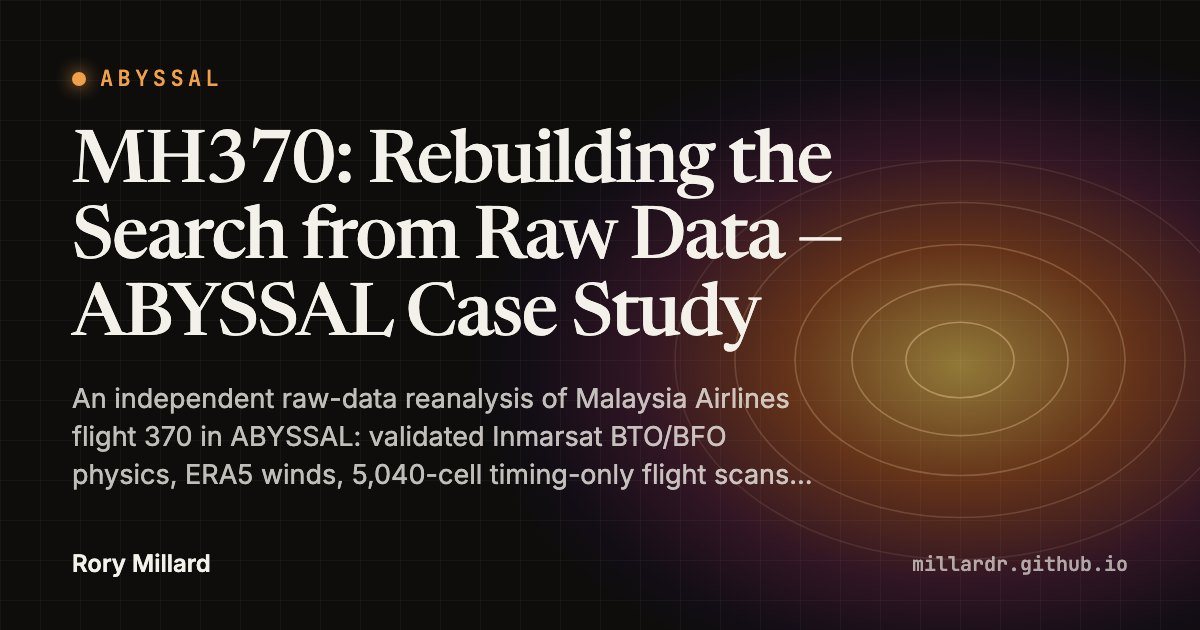 ABYSSAL
MH370: Rebuilding the
Search from Raw Data —
ABYSSAL Case Study
An independent raw-data reanalysis of Malaysia Airlines
flight 370 in ABYSSAL: validated Inmarsat BTO/BFO
physics, ERA5 winds, 5,040-cell timing-only flight scans...
Rory Millard
millardr.github.io